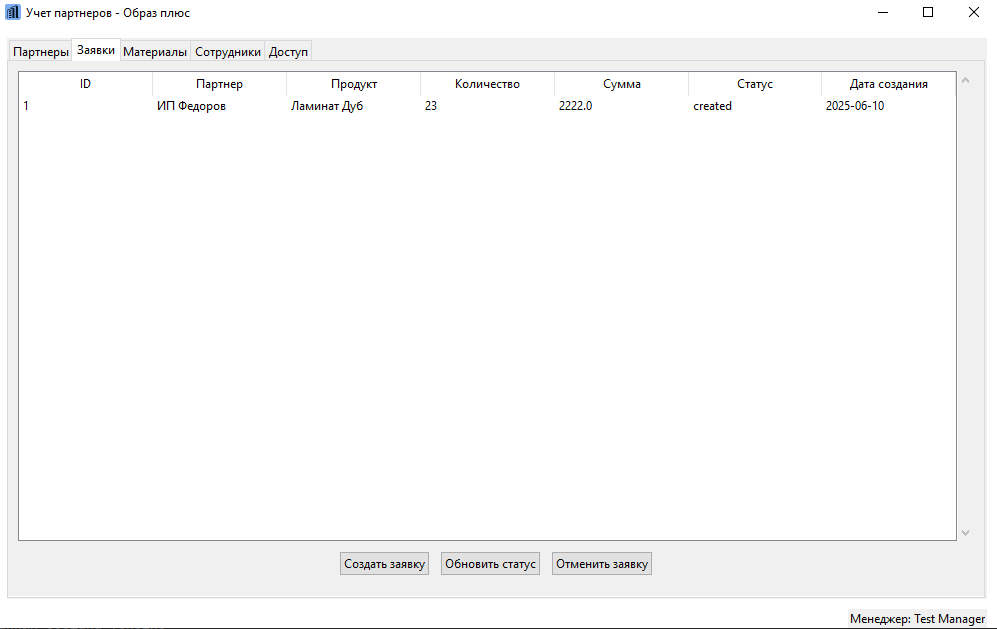 Учет партнеров - Образ плюс
Партнеры Заявки Материалы Сотрудники Доступ
ID Партнер Продукт Количество Сумма Статус Дата создания
1 ИП Федоров Ламинат Дуб 23 2222.0 created 2025-06-10
Создать заявку Обновить статус Отменить заявку
Менеджер: Test Manager